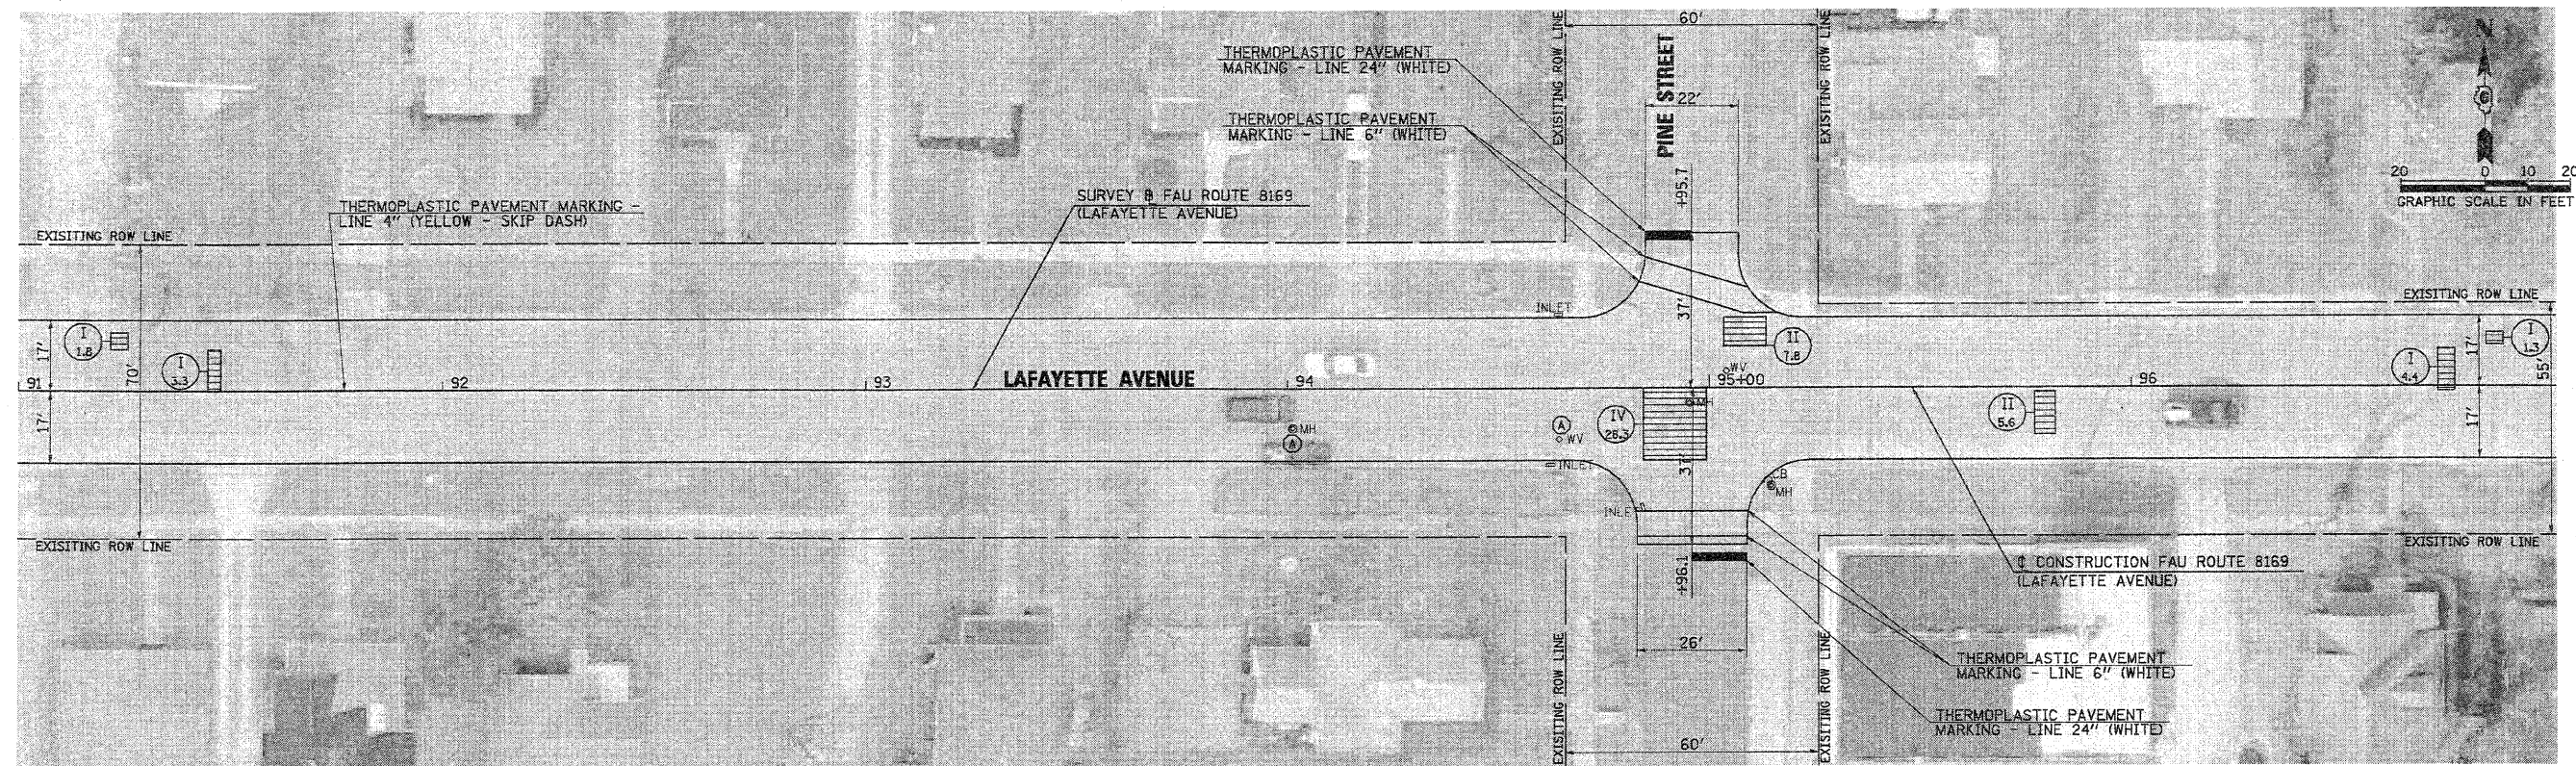 60'
THERMOPLASTIC PAVEMENT
MARKING - LINE 24" (WHITE)
EXISITING ROW LINE
PINE STREET
EXISITING ROW LINE
N
22'
THERMOPLASTIC PAVEMENT
MARKING - LINE 6" (WHITE)
20 0 10 20
GRAPHIC SCALE IN FEET
+95.7
SURVEY FAU ROUTE 8169
(LAFAYETTE AVENUE)
THERMOPLASTIC PAVEMENT MARKING -
LINE 4" (YELLOW - SKIP DASH)
EXISITING ROW LINE
EXISITING ROW LINE
INLET
37'
I
1.8
17'
70'
I
3.3
II
7.8
WV
I
4.4
17'
I
1.3
55'
91
92
93
LAFAYETTE AVENUE
94
95+00
96
17'
MH
A
A
WV
IV
MH
II
5.6
17'
INLET
37'
CB
MH
INLET
EXISITING ROW LINE
EXISITING ROW LINE
+96.1
℄ CONSTRUCTION FAU ROUTE 8169
(LAFAYETTE AVENUE)
26'
EXISITING ROW LINE
EXISITING ROW LINE
THERMOPLASTIC PAVEMENT
MARKING - LINE 6" (WHITE)
THERMOPLASTIC PAVEMENT
MARKING - LINE 24" (WHITE)
60'